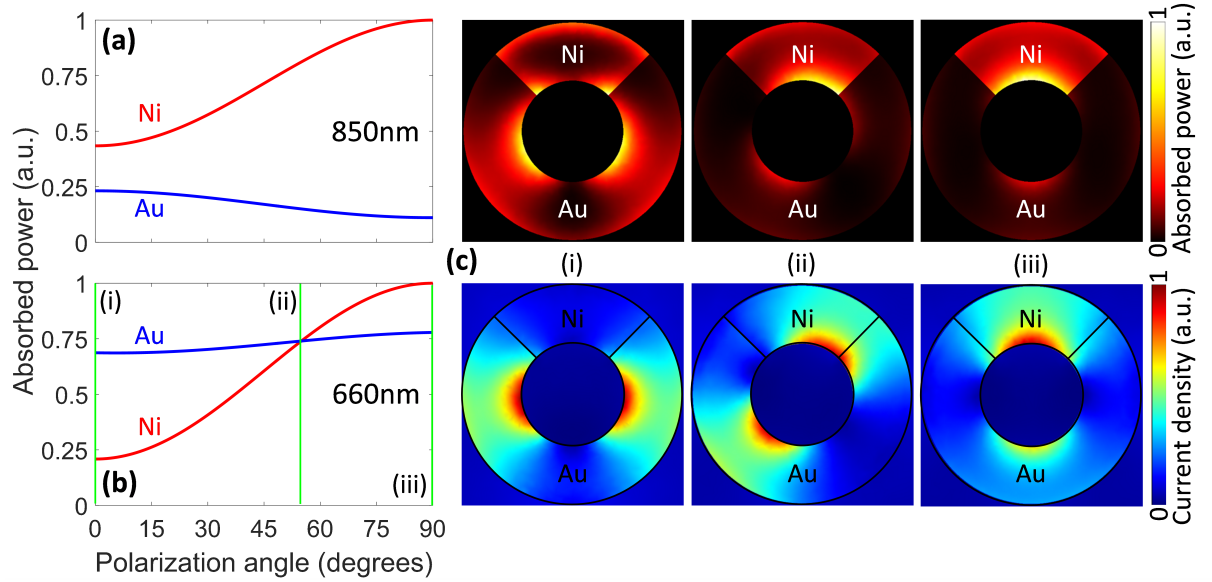 (a)
1
0.75
0.5
0.25
0
Ni
850nm
Au
Absorbed power (a.u.)
1
0.75
0.5
0.25
0
(i)
(ii)
Au
660nm
Ni
(b)
(iii)
0 15 30 45 60 75 90
Polarization angle (degrees)
Ni
Au
Ni
Au
Ni
Au
1
0
Absorbed power (a.u.)
(c)
(i)
(ii)
(iii)
Ni
Au
Ni
Au
Ni
Au
1
0
Current density (a.u.)